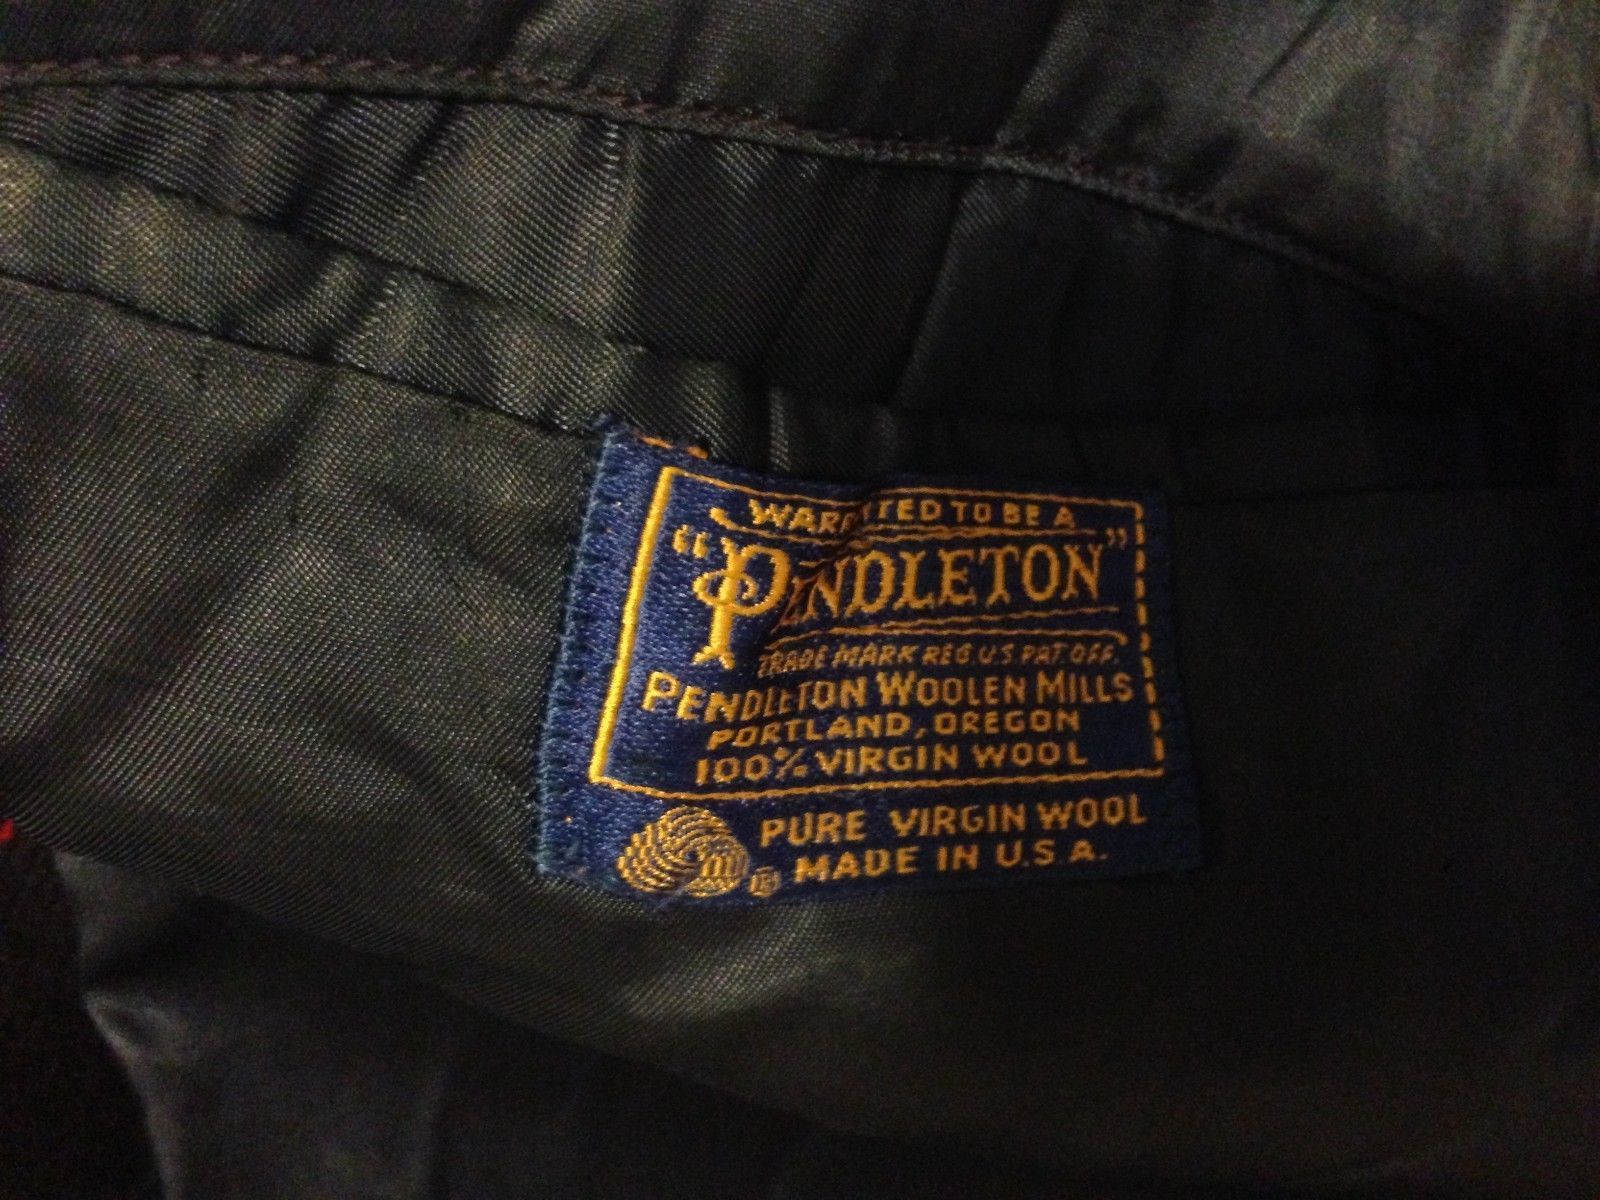 WARRANTED TO BE A
"PENDLETON"
TRADE MARK REG. U.S. PAT. OFF.
PENDLETON WOOLEN MILLS
PORTLAND, OREGON
100% VIRGIN WOOL
PURE VIRGIN WOOL
® MADE IN U.S A.